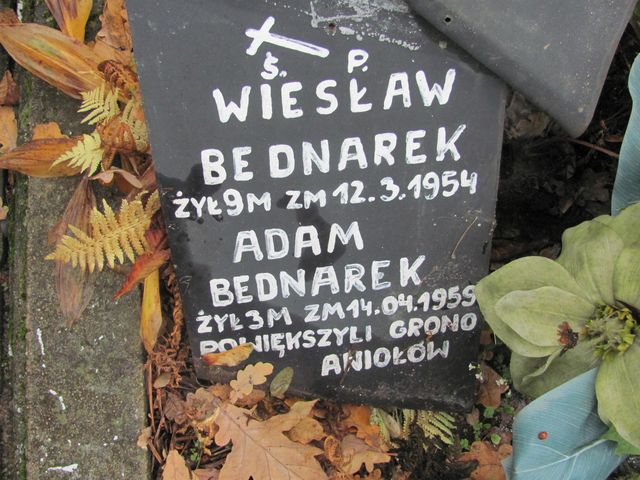 Ś. P.
WIESŁAW
BEDNAREK
ŻYŁ 9M ZM 12.3.1954
ADAM
BEDNAREK
ŻYŁ 3M ZM 14.04.1959
POWIĘKSZYLI GRONO
ANIOŁÓW